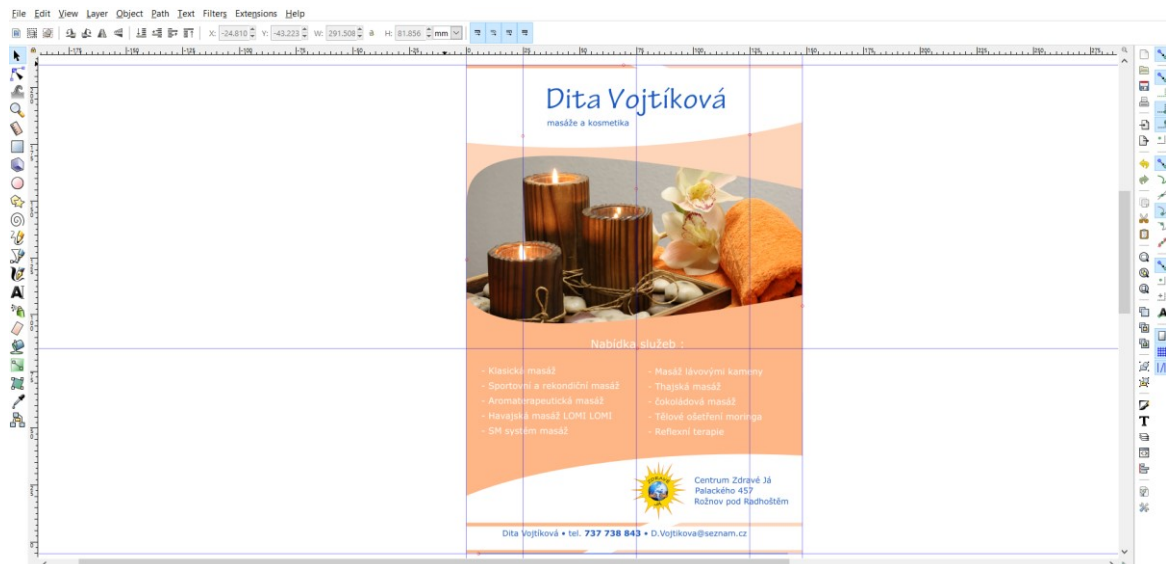 File Edit View Layer Object Path Text Filters Extensions Help
X: -24.810 Y: -43.223 W: 291.508 H: 81.856 mm
Dita Vojtíková
masáže a kosmetika
Nabídka služeb :
- Klasická masáž
- Sportovní a rekondiční masáž
- Aromaterapeutická masáž
- Havajská masáž LOMI LOMI
- SM systém masáž
- Masáž lávovými kameny
- Thajská masáž
- čokoládová masáž
- Tělové ošetření moringa
- Reflexní terapie
ZDRAVÉ
Centrum Zdravé Já
Palackého 457
Rožnov pod Radhoštěm
Dita Vojtíková • tel. 737 738 843 • D.Vojtikova@seznam.cz